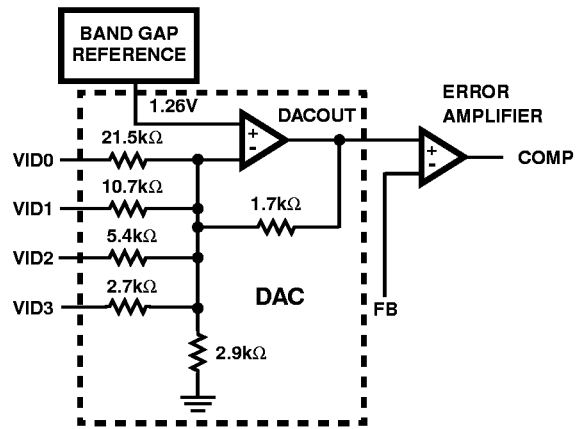 BAND GAP
REFERENCE
1.26V
DACOUT
ERROR
AMPLIFIER
+
-
+
-
COMP
VID0
21.5kΩ
VID1
10.7kΩ
1.7kΩ
VID2
5.4kΩ
VID3
2.7kΩ
DAC
FB
2.9kΩ